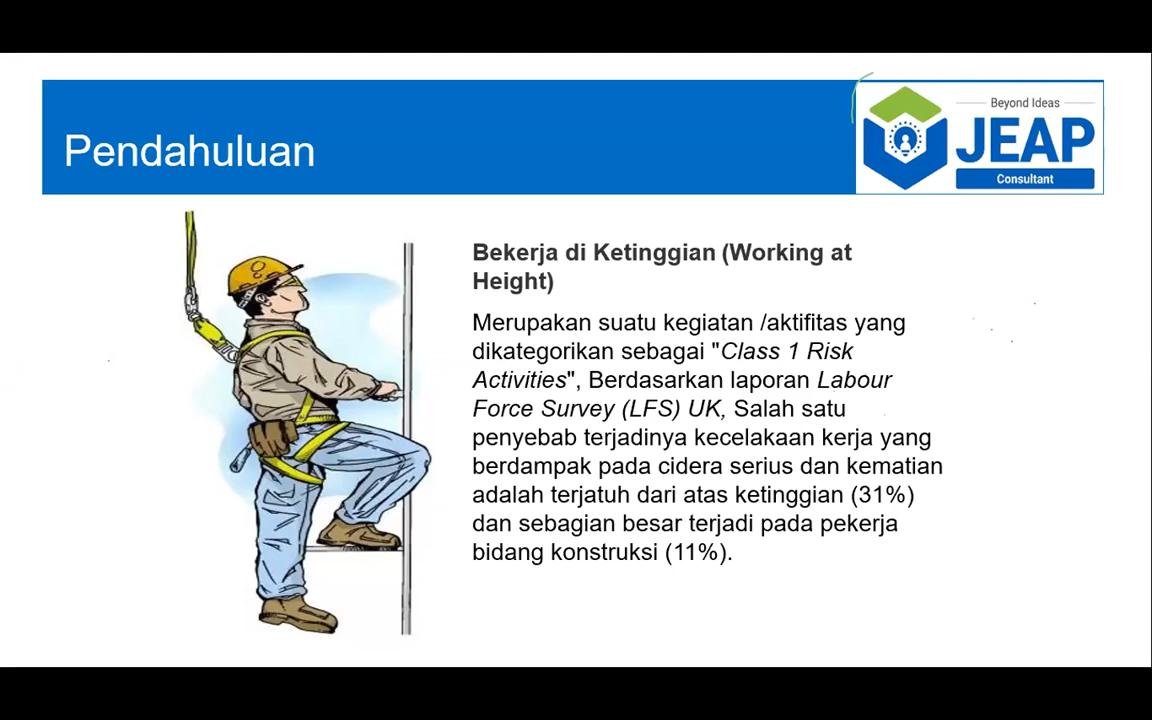 Pendahuluan
Beyond Ideas
JEAP
Consultant
Bekerja di Ketinggian (Working at
Height)
Merupakan suatu kegiatan /aktifitas yang
dikategorikan sebagai "Class 1 Risk
Activities", Berdasarkan laporan Labour
Force Survey (LFS) UK, Salah satu
penyebab terjadinya kecelakaan kerja yang
berdampak pada cidera serius dan kematian
adalah terjatuh dari atas ketinggian (31%)
dan sebagian besar terjadi pada pekerja
bidang konstruksi (11%).